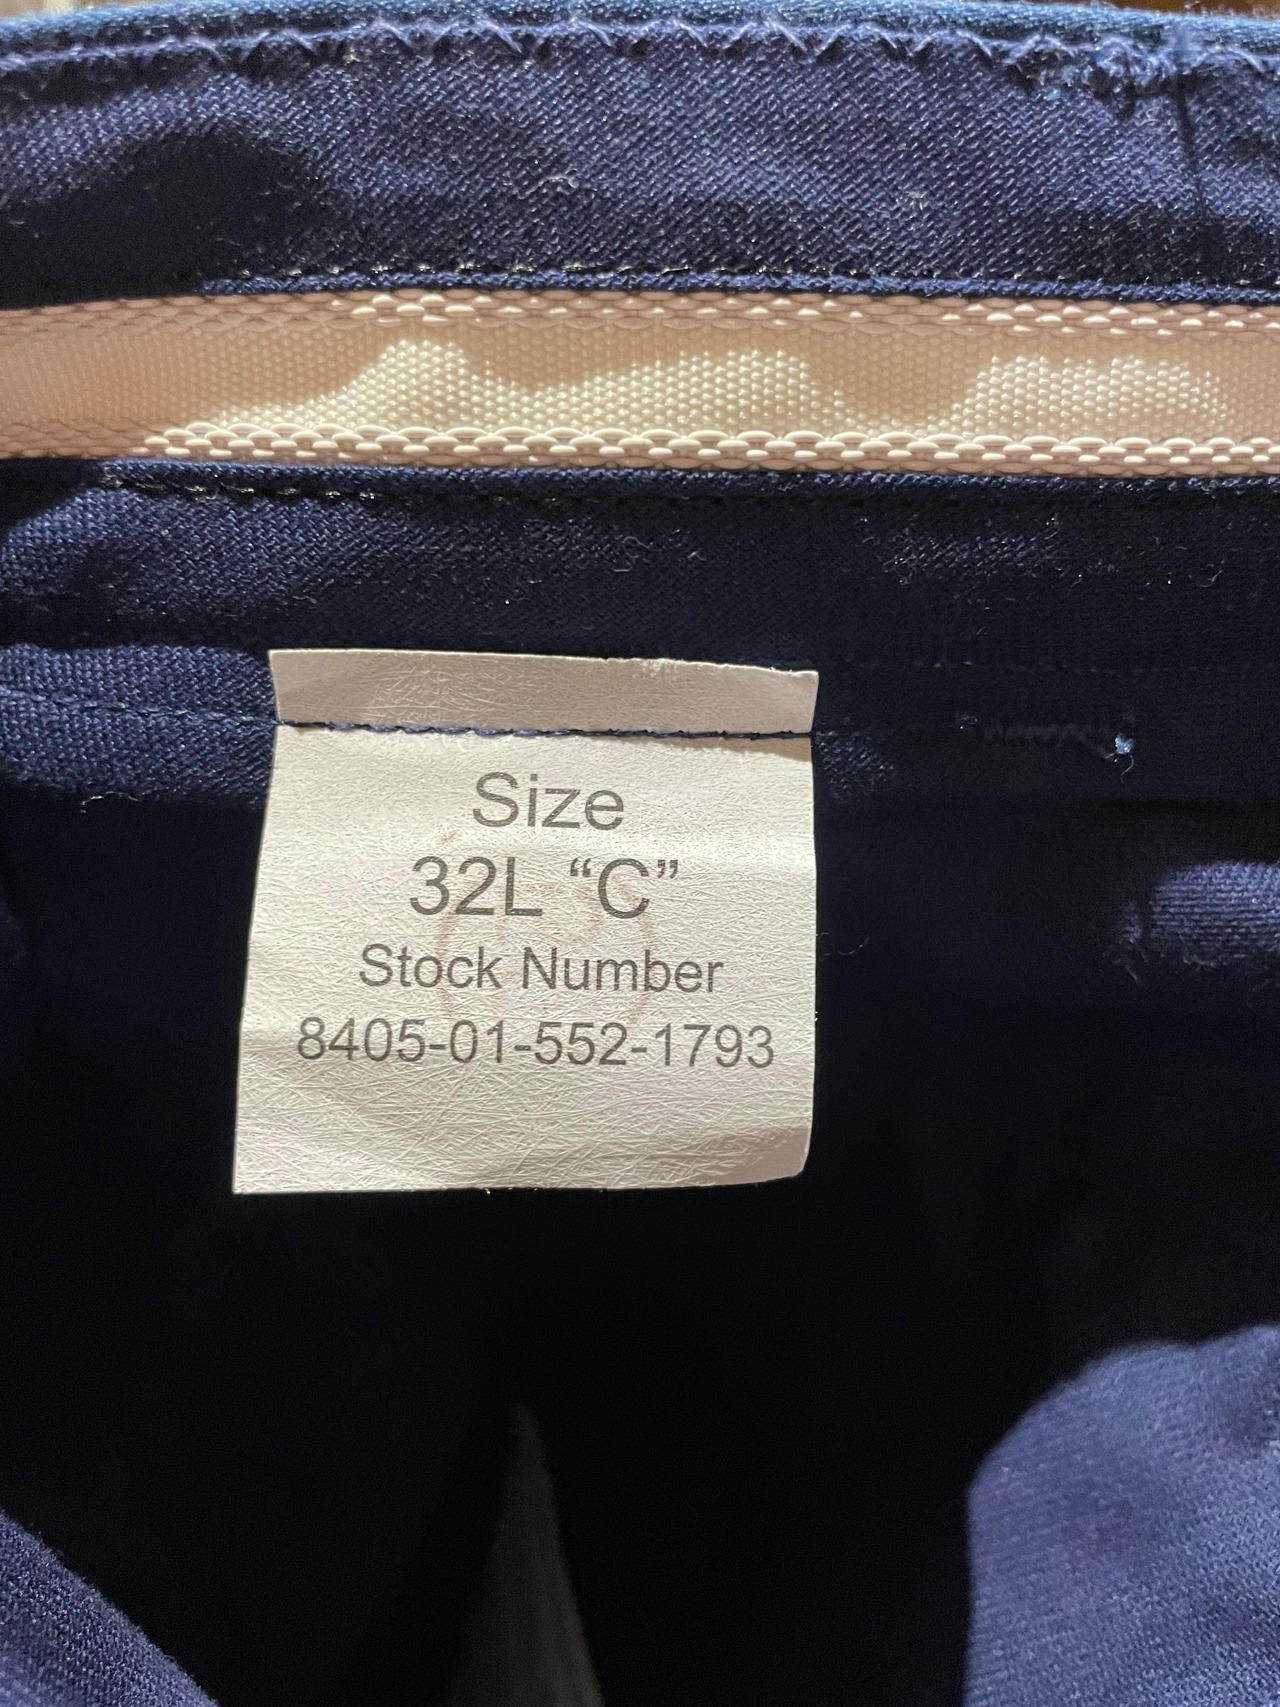 Size
32L “C”
Stock Number
8405-01-552-1793